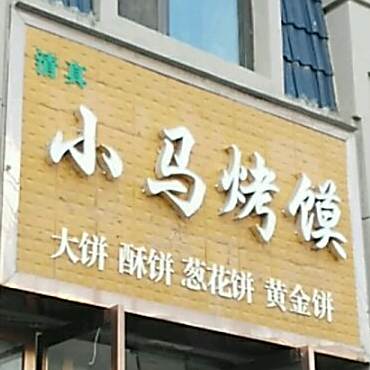 清真
小马烤馍
大饼 酥饼 葱花饼 黄金饼